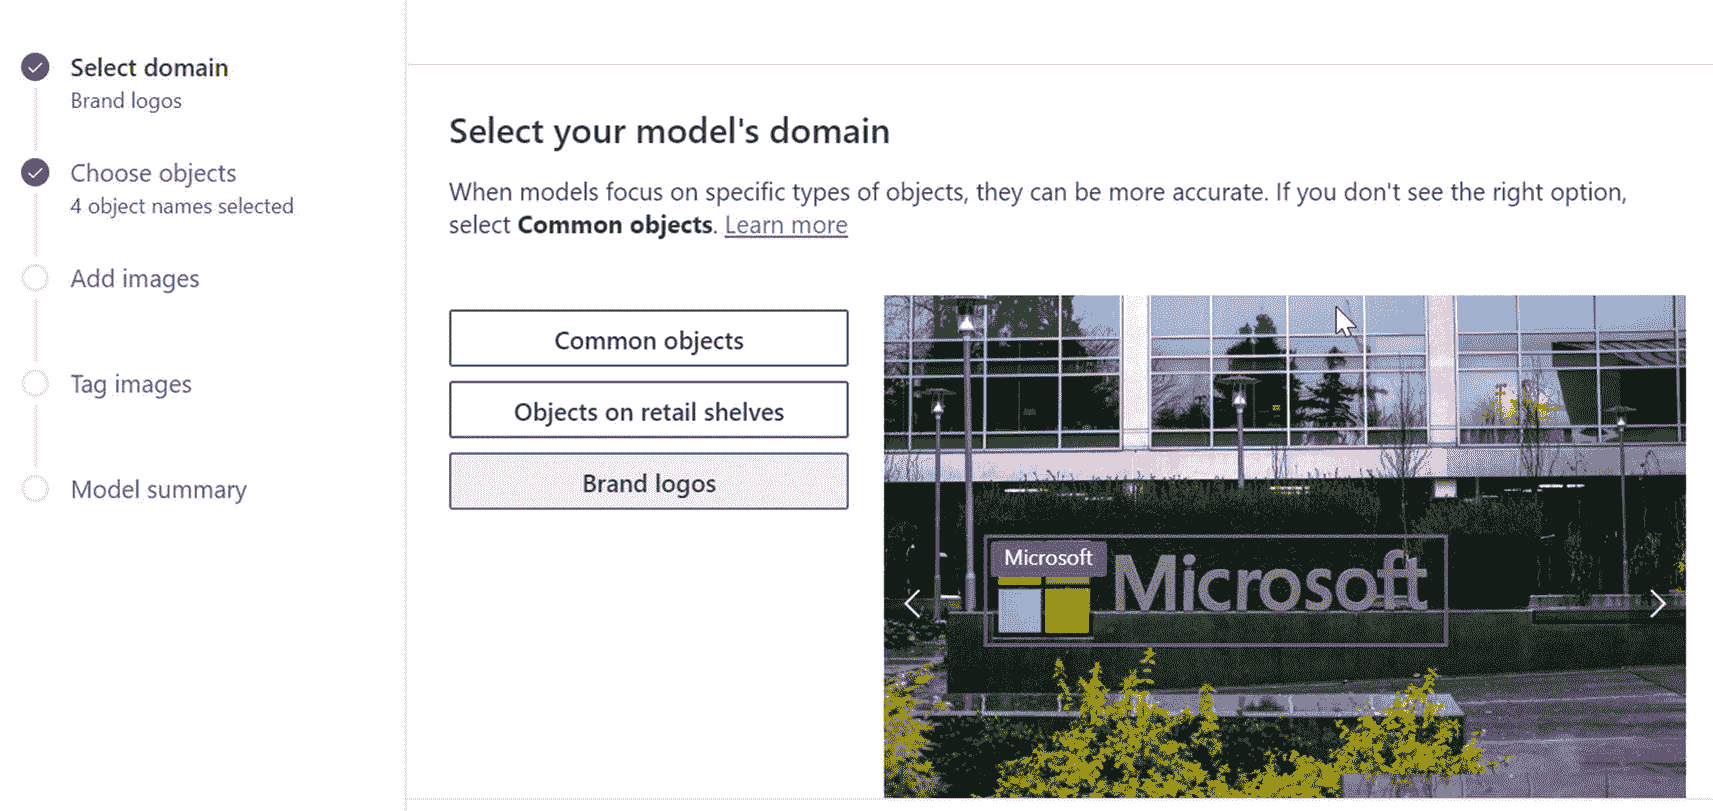 Select domain
Brand logos
Choose objects
4 object names selected
Add images
Tag images
Model summary
Select your model's domain
When models focus on specific types of objects, they can be more accurate. If you don't see the right option,
select Common objects. Learn more
Common objects
Objects on retail shelves
Brand logos
Microsoft
Microsoft